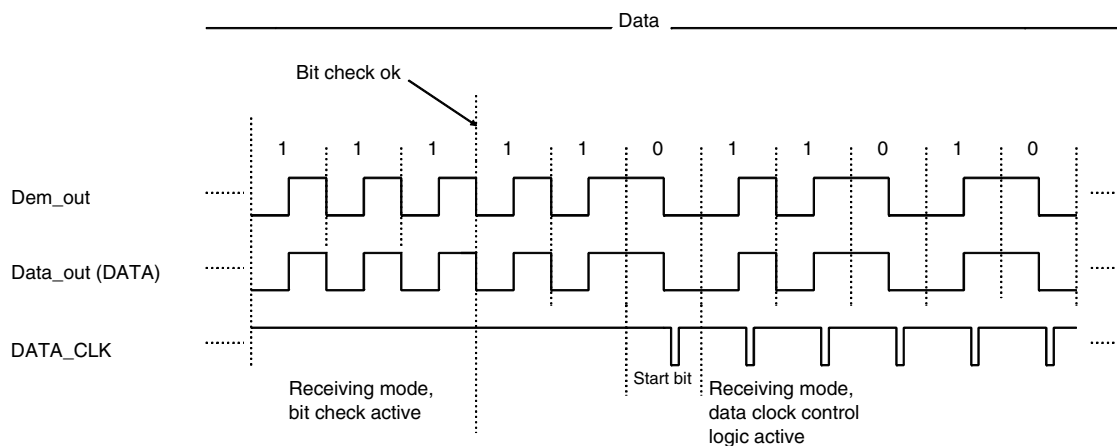 Data
Bit check ok
1 1 1 1 1 0 1 1 0 1 0
Dem_out
Data_out (DATA)
DATA_CLK
Start bit
Receiving mode,
bit check active
Receiving mode,
data clock control
logic active